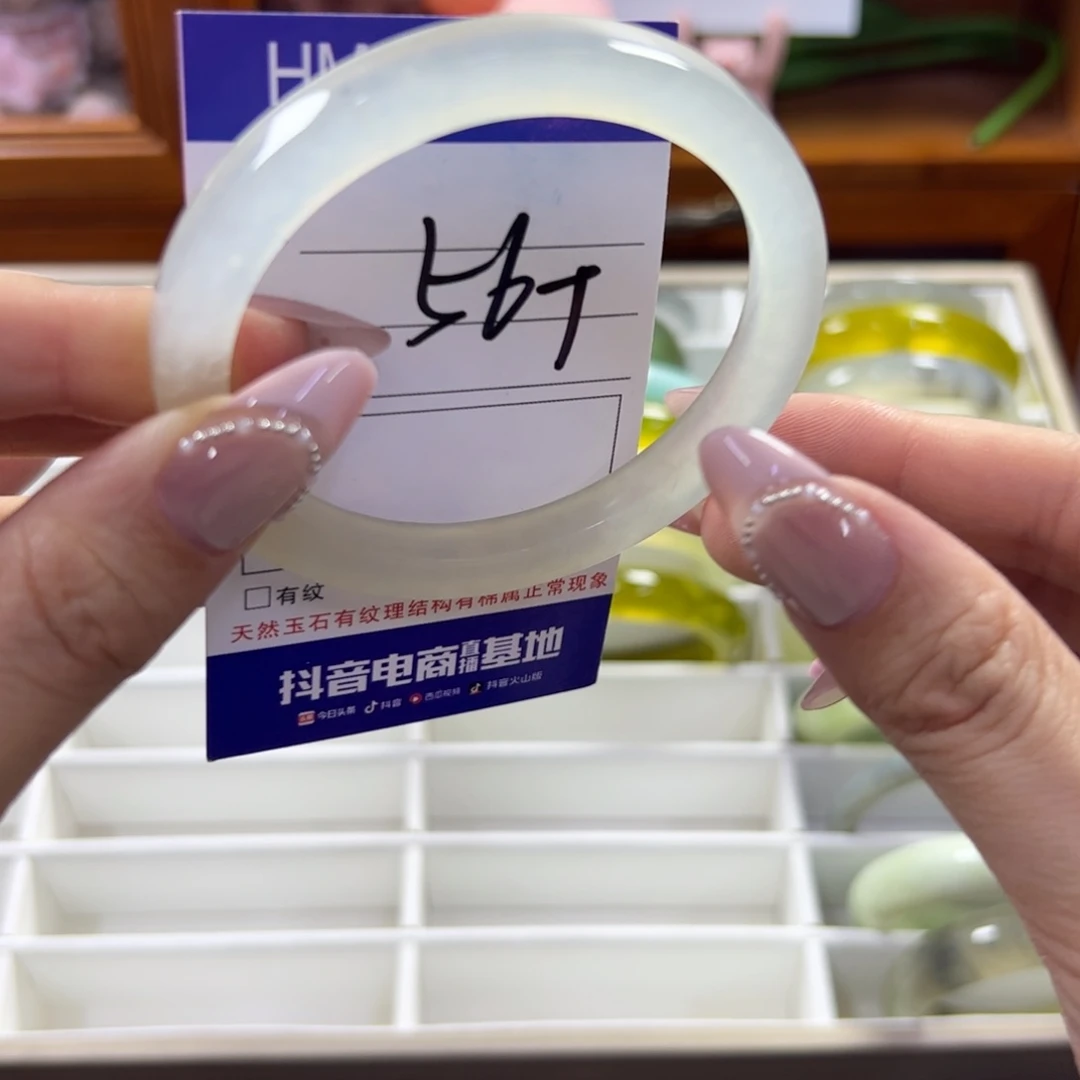 HM
56+
有纹
天然玉石有纹理结构有棉属正常现象
抖音电商直播基地
今日头条 抖音 西瓜视频 抖音火山版